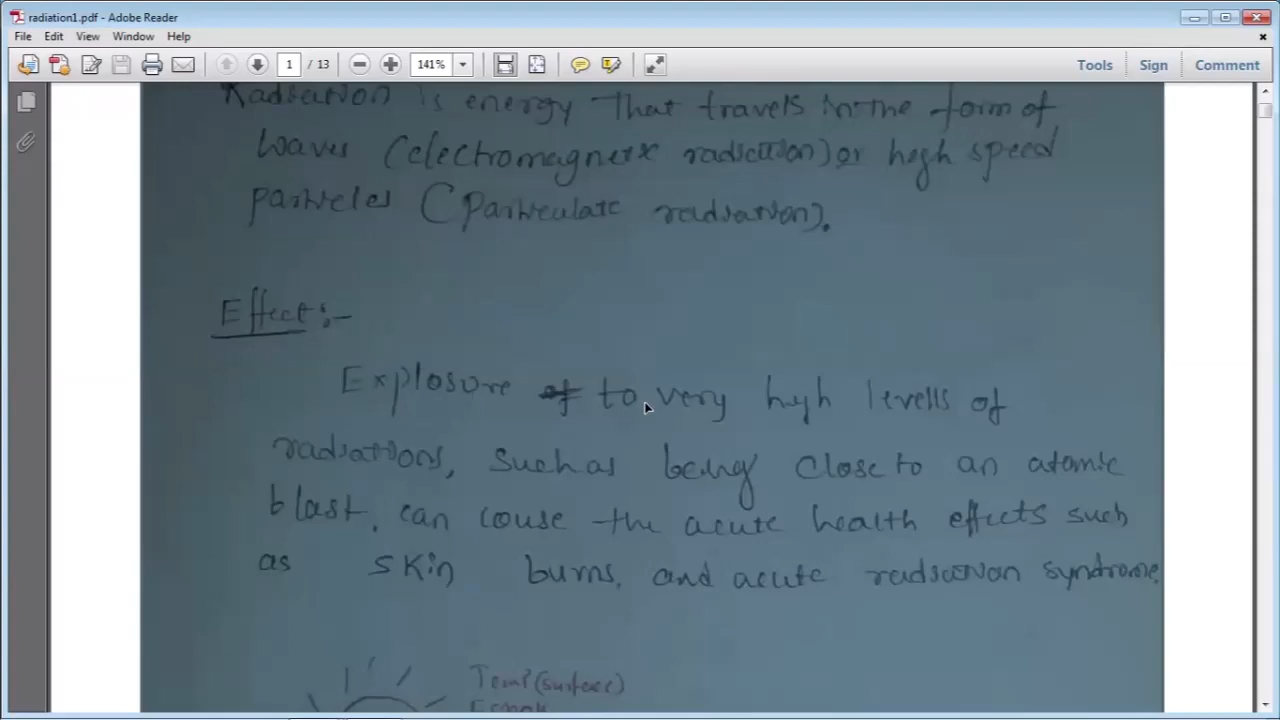 radiation1.pdf - Adobe Reader
File Edit View Window Help
1 / 13 141% Tools Sign Comment
Radiation is energy that travels in the form of
waves (electromagnetic radiation) or high speed
particles (particulate radiation).
Effect:-
Explosure of to very high levells of
radiations, such as being close to an atomic
blast, can couse the acute health effects such
as skin burns, and acute radiation syndrome.
Temp (surface)